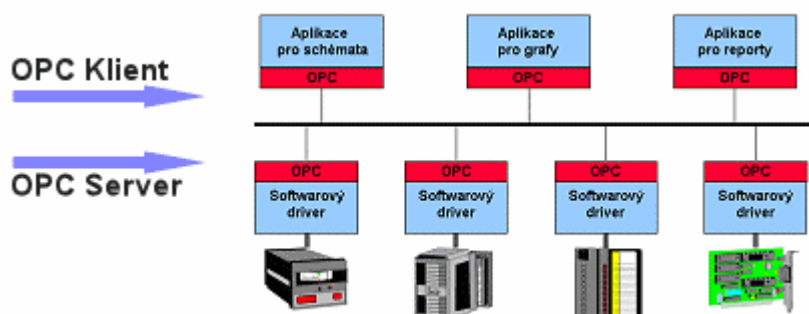 Aplikace
pro schémata
OPC
Aplikace
pro grafy
OPC
Aplikace
pro reporty
OPC
OPC Klient
OPC Server
OPC
Softwarový
driver
OPC
Softwarový
driver
OPC
Softwarový
driver
OPC
Softwarový
driver